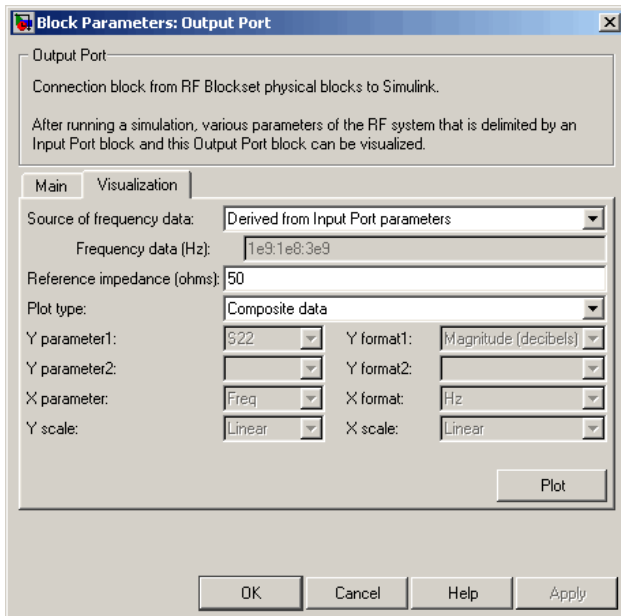 Block Parameters: Output Port
Output Port
Connection block from RF Blockset physical blocks to Simulink.
After running a simulation, various parameters of the RF system that is delimited by an
Input Port block and this Output Port block can be visualized.
Main Visualization
Source of frequency data: Derived from Input Port parameters
Frequency data (Hz): 1e9:1e8:3e9
Reference impedance (ohms): 50
Plot type: Composite data
Y parameter1: S22 Y format1: Magnitude (decibels)
Y parameter2: Y format2:
X parameter: Freq X format: Hz
Y scale: Linear X scale: Linear
Plot
OK Cancel Help Apply